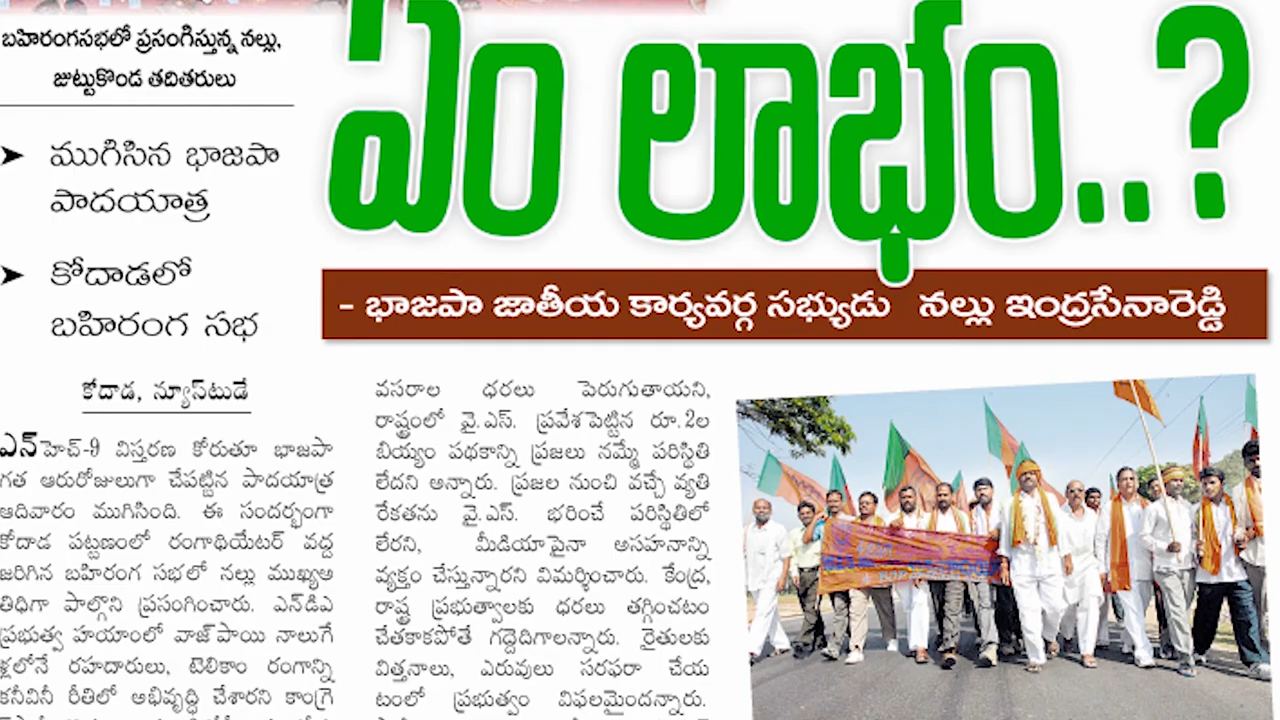 ఏం లాభం..?
- భాజపా జాతీయ కార్యవర్గ సభ్యుడు నల్లు ఇంద్రసేనారెడ్డి
బహిరంగసభలో ప్రసంగిస్తున్న నల్లు,
జుట్టుకొండ తదితరులు
➤ ముగిసిన భాజపా
పాదయాత్ర
➤ కోదాడలో
బహిరంగ సభ
కోదాడ, న్యూస్‌టుడే
ఎన్‌హెచ్-9 విస్తరణ కోరుతూ భాజపా
గత ఆరురోజులుగా చేపట్టిన పాదయాత్ర
ఆదివారం ముగిసింది. ఈ సందర్భంగా
కోదాడ పట్టణంలో రంగాథియేటర్ వద్ద
జరిగిన బహిరంగ సభలో నల్లు ముఖ్యఅ
తిధిగా పాల్గొని ప్రసంగించారు. ఎన్‌డిఎ
ప్రభుత్వ హయాంలో వాజ్‌పాయి నాలుగే
ళ్లలోనే రహదారులు, టెలికాం రంగాన్ని
కనీవినీ రీతిలో అభివృద్ధి చేశారని కాంగ్రె
వసరాల ధరలు పెరుగుతాయని,
రాష్ట్రంలో వై.ఎస్. ప్రవేశపెట్టిన రూ.2ల
బియ్యం పథకాన్ని ప్రజలు నమ్మే పరిస్థితి
లేదని అన్నారు. ప్రజల నుంచి వచ్చే వ్యతి
రేకతను వై.ఎస్. భరించే పరిస్థితిలో
లేరని, మీడియాపైనా అసహనాన్ని
వ్యక్తం చేస్తున్నారని విమర్శించారు. కేంద్ర,
రాష్ట్ర ప్రభుత్వాలకు ధరలు తగ్గించటం
చేతకాకపోతే గద్దెదిగాలన్నారు. రైతులకు
విత్తనాలు, ఎరువులు సరఫరా చేయ
టంలో ప్రభుత్వం విఫలమైందన్నారు.